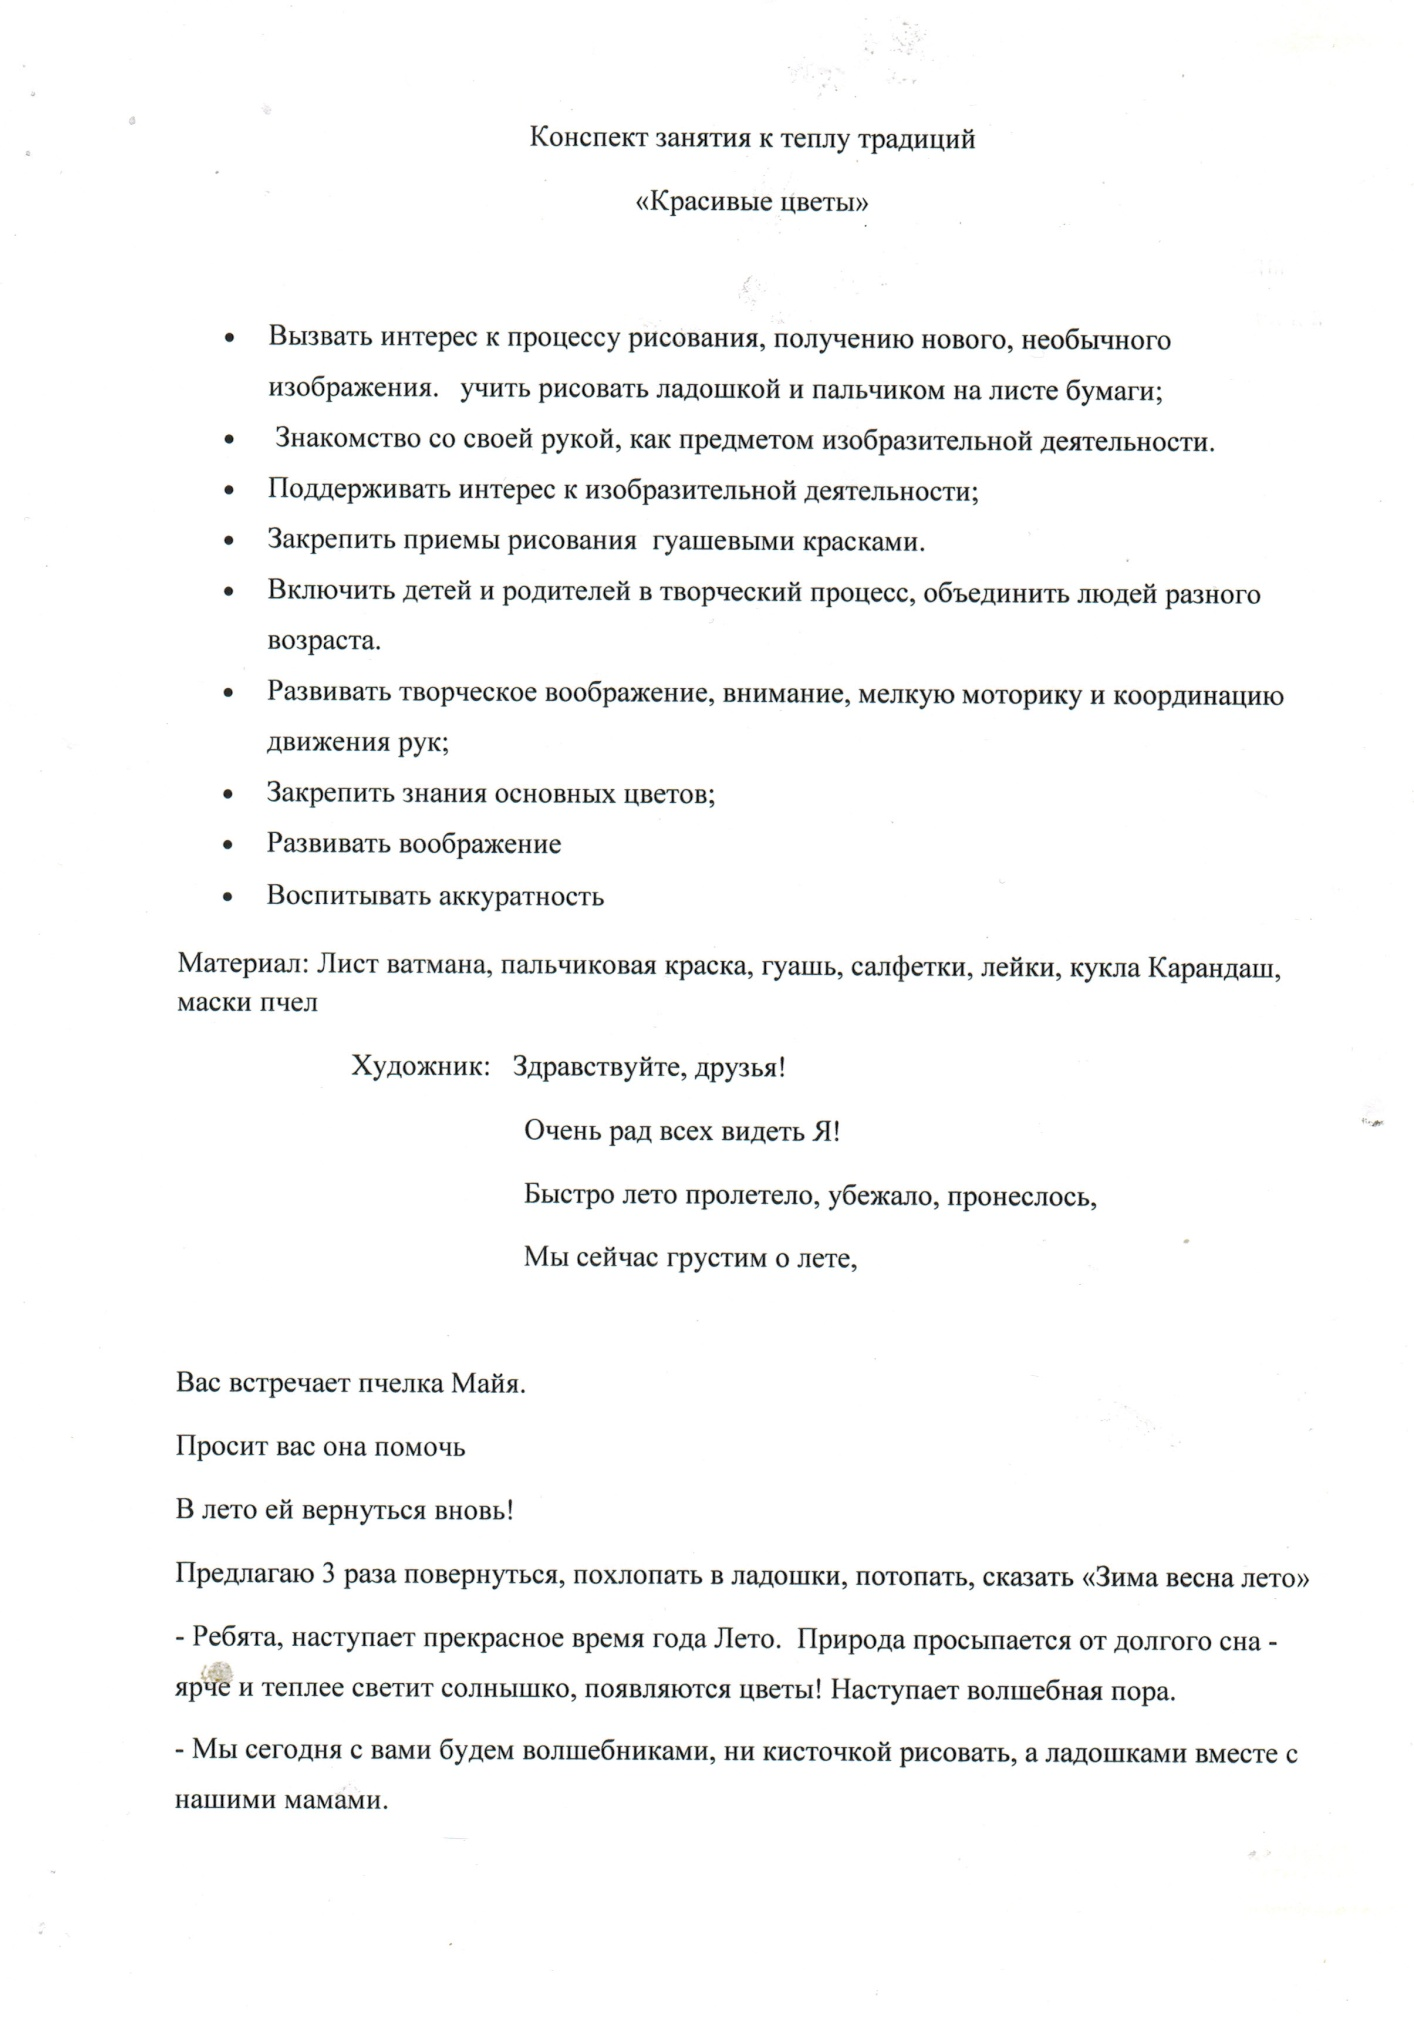 Конспект занятия к теплу традиций
«Красивые цветы»
• Вызвать интерес к процессу рисования, получению нового, необычного
изображения.   учить рисовать ладошкой и пальчиком на листе бумаги;
• Знакомство со своей рукой, как предметом изобразительной деятельности.
• Поддерживать интерес к изобразительной деятельности;
• Закрепить приемы рисования  гуашевыми красками.
• Включить детей и родителей в творческий процесс, объединить людей разного
возраста.
• Развивать творческое воображение, внимание, мелкую моторику и координацию
движения рук;
• Закрепить знания основных цветов;
• Развивать воображение
• Воспитывать аккуратность
Материал: Лист ватмана, пальчиковая краска, гуашь, салфетки, лейки, кукла Карандаш,
маски пчел
Художник:   Здравствуйте, друзья!
Очень рад всех видеть Я!
Быстро лето пролетело, убежало, пронеслось,
Мы сейчас грустим о лете,
Вас встречает пчелка Майя.
Просит вас она помочь
В лето ей вернуться вновь!
Предлагаю 3 раза повернуться, похлопать в ладошки, потопать, сказать «Зима весна лето»
- Ребята, наступает прекрасное время года Лето.  Природа просыпается от долгого сна -
ярче и теплее светит солнышко, появляются цветы! Наступает волшебная пора.
- Мы сегодня с вами будем волшебниками, ни кисточкой рисовать, а ладошками вместе с
нашими мамами.